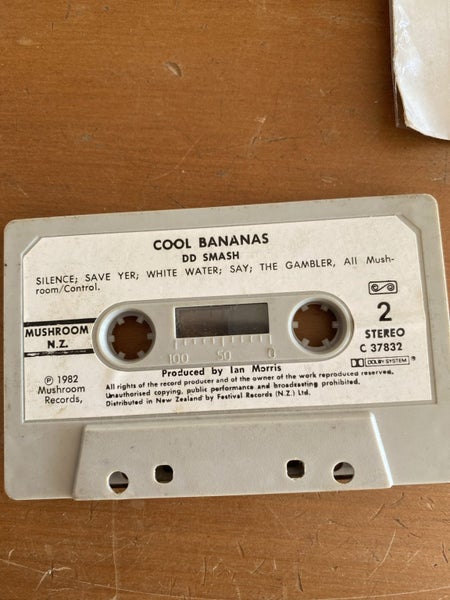 COOL BANANAS
DD SMASH
SILENCE; SAVE YER; WHITE WATER; SAY; THE GAMBLER, All Mush-
room/Control.
MUSHROOM
N.Z.
2
STEREO
C 37832
DOLBY SYSTEM
100 50 0
Produced by Ian Morris
Ⓟ 1982
Mushroom
Records,
All rights of the record producer and of the owner of the work reproduced reserved.
Unauthorised copying, public performance and broadcasting prohibited.
Distributed in New Zealand by Festival Records (N.Z.) Ltd.